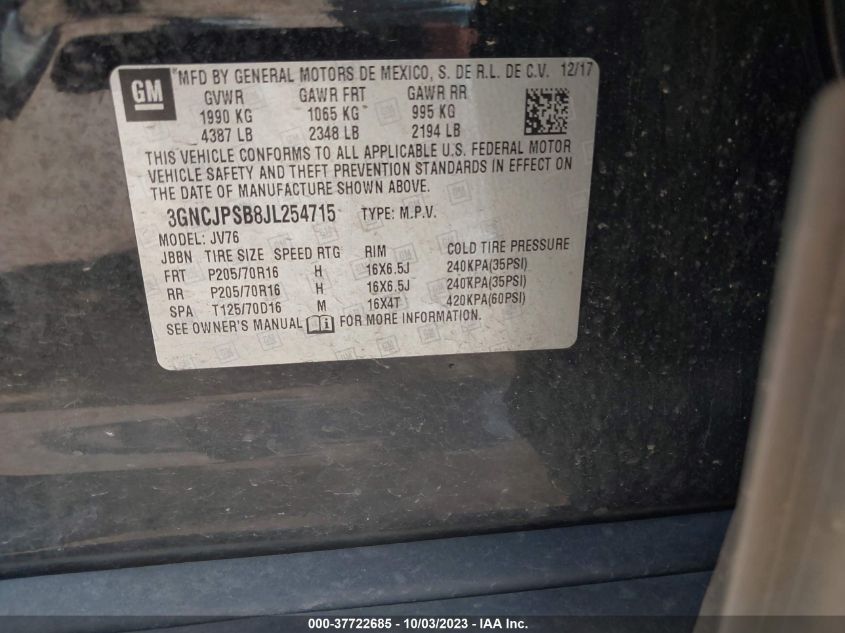 GM
*MFD BY GENERAL MOTORS DE MEXICO, S. DE R.L. DE C.V. 12/17
GVWR GAWR FRT GAWR RR
1990 KG 1065 KG 995 KG
4387 LB 2348 LB 2194 LB
THIS VEHICLE CONFORMS TO ALL APPLICABLE U.S. FEDERAL MOTOR
VEHICLE SAFETY AND THEFT PREVENTION STANDARDS IN EFFECT ON
THE DATE OF MANUFACTURE SHOWN ABOVE.
3GNCJPSB8JL254715 TYPE: M.P.V.
MODEL: JV76
JBBN TIRE SIZE SPEED RTG RIM COLD TIRE PRESSURE
FRT P205/70R16 H 16X6.5J 240KPA(35PSI)
RR P205/70R16 H 16X6.5J 240KPA(35PSI)
SPA T125/70D16 M 16X4T 420KPA(60PSI)
SEE OWNER'S MANUAL FOR MORE INFORMATION.
000-37722685 - 10/03/2023 - IAA Inc.